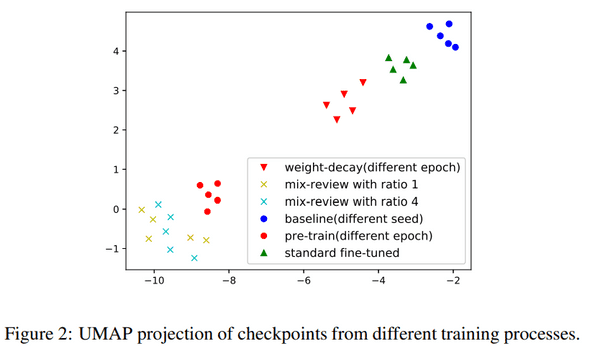 4
3
2
1
0
−1
−10
−8
−6
−4
−2
weight-decay(different epoch)
mix-review with ratio 1
mix-review with ratio 4
baseline(different seed)
pre-train(different epoch)
standard fine-tuned
Figure 2: UMAP projection of checkpoints from different training processes.